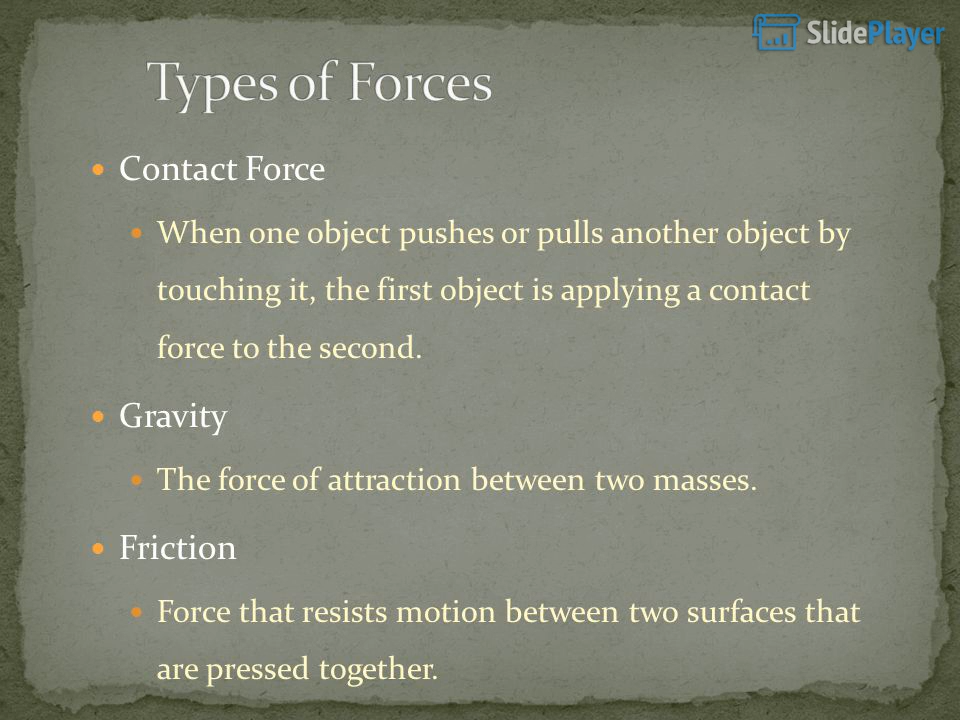 SlidePlayer
Types of Forces
Contact Force
When one object pushes or pulls another object by
touching it, the first object is applying a contact
force to the second.
Gravity
The force of attraction between two masses.
Friction
Force that resists motion between two surfaces that
are pressed together.